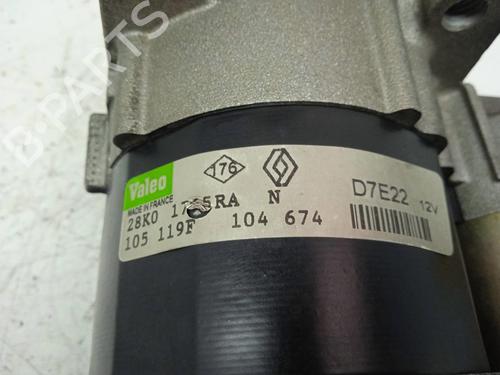 B-PARTS
Valeo
MADE IN FRANCE
176
N
D7E22 12V
28K0
105 119F 104 674